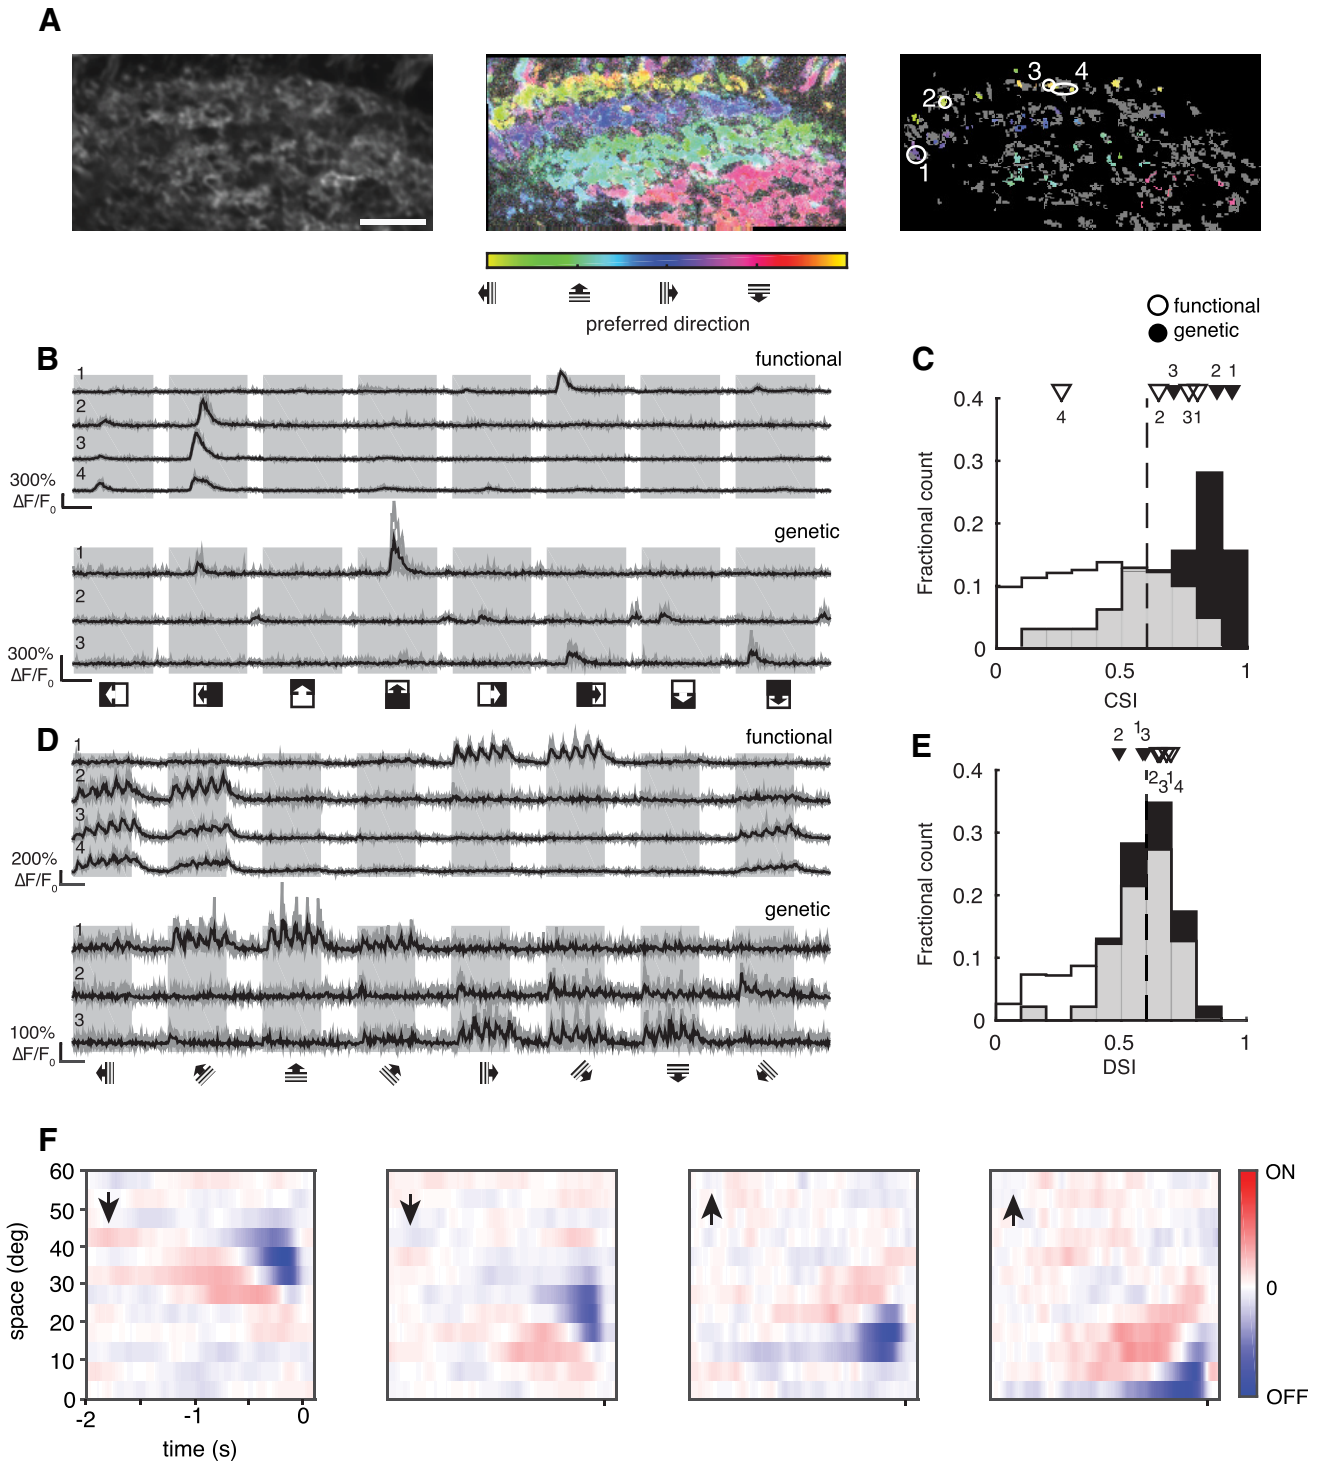 A
3 4
2
1
preferred direction
functional
genetic
B
functional
1
2
3
4
300%
ΔF/F0
genetic
1
2
3
300%
ΔF/F0
C
3 2 1
4 2 3 1
0.4
0.3
0.2
0.1
0
Fractional count
0 0.5 1
CSI
D
functional
1
2
3
4
200%
ΔF/F0
genetic
1
2
3
100%
ΔF/F0
E
2 1 3
2 3 1 4
0.4
0.3
0.2
0.1
0
Fractional count
0 0.5 1
DSI
F
60
50
40
30
20
10
0
space (deg)
-2 -1 0
time (s)
ON
0
OFF